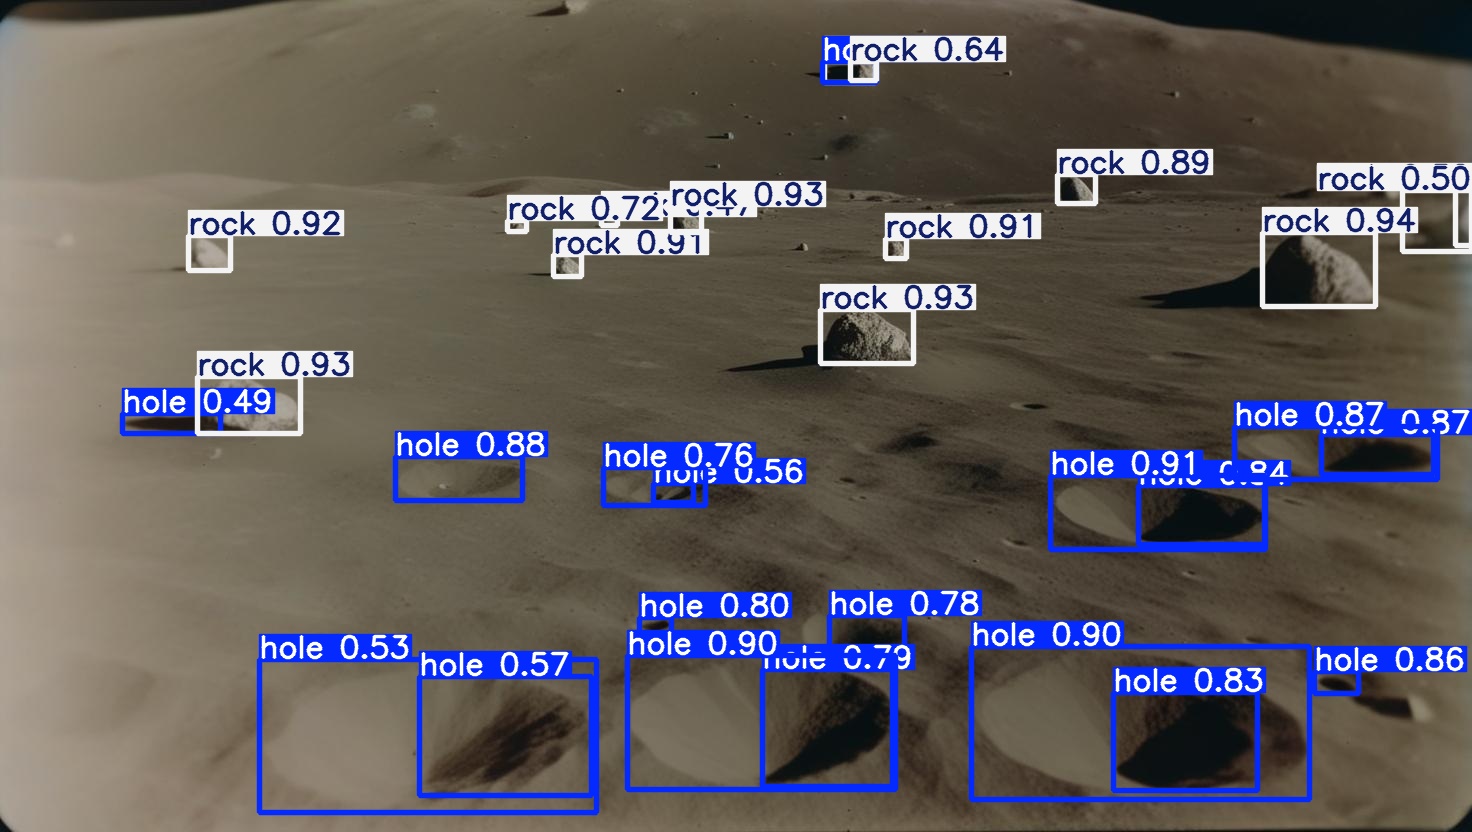 rock 0.64
rock 0.89
rock 0.50
rock 0.93
rock 0.72
rock 0.92
rock 0.94
rock 0.91
rock 0.91
rock 0.93
rock 0.93
hole 0.49
hole 0.87
0.87
hole 0.88
hole 0.76
hole 0.56
hole 0.91
hole 0.84
hole 0.80
hole 0.78
hole 0.90
hole 0.90
hole 0.53
hole 0.57
hole 0.79
hole 0.86
hole 0.83